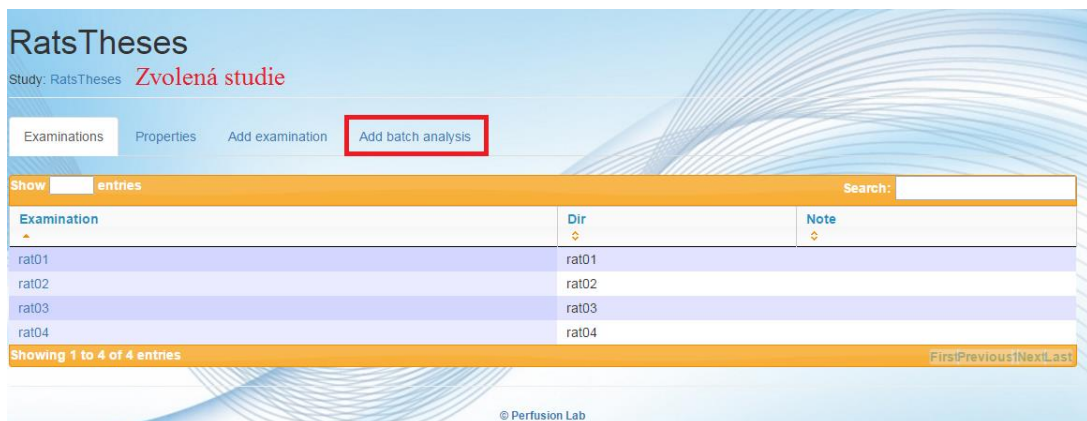 RatsTheses
Study: RatsTheses Zvolená studie
Examinations Properties Add examination Add batch analysis
Show entries Search:
Examination Dir Note
rat01 rat01
rat02 rat02
rat03 rat03
rat04 rat04
Showing 1 to 4 of 4 entries FirstPrevious1NextLast
© Perfusion Lab